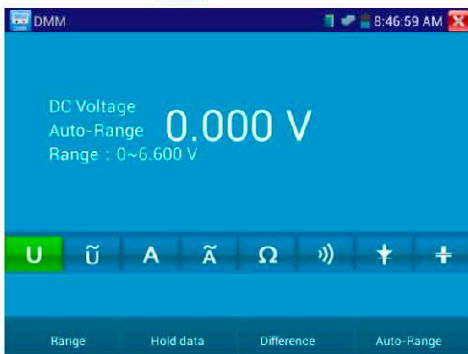 DMM 8:46:59 AM
DC Voltage
Auto-Range 0.000 V
Range : 0~6.600 V
U Ũ A Ã Ω
Range Hold data Difference Auto-Range